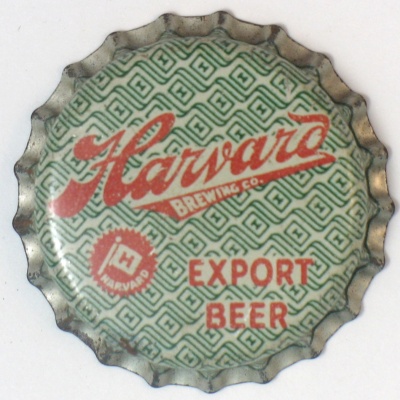 Harvard
BREWING CO.
H
HARVARD
EXPORT
BEER